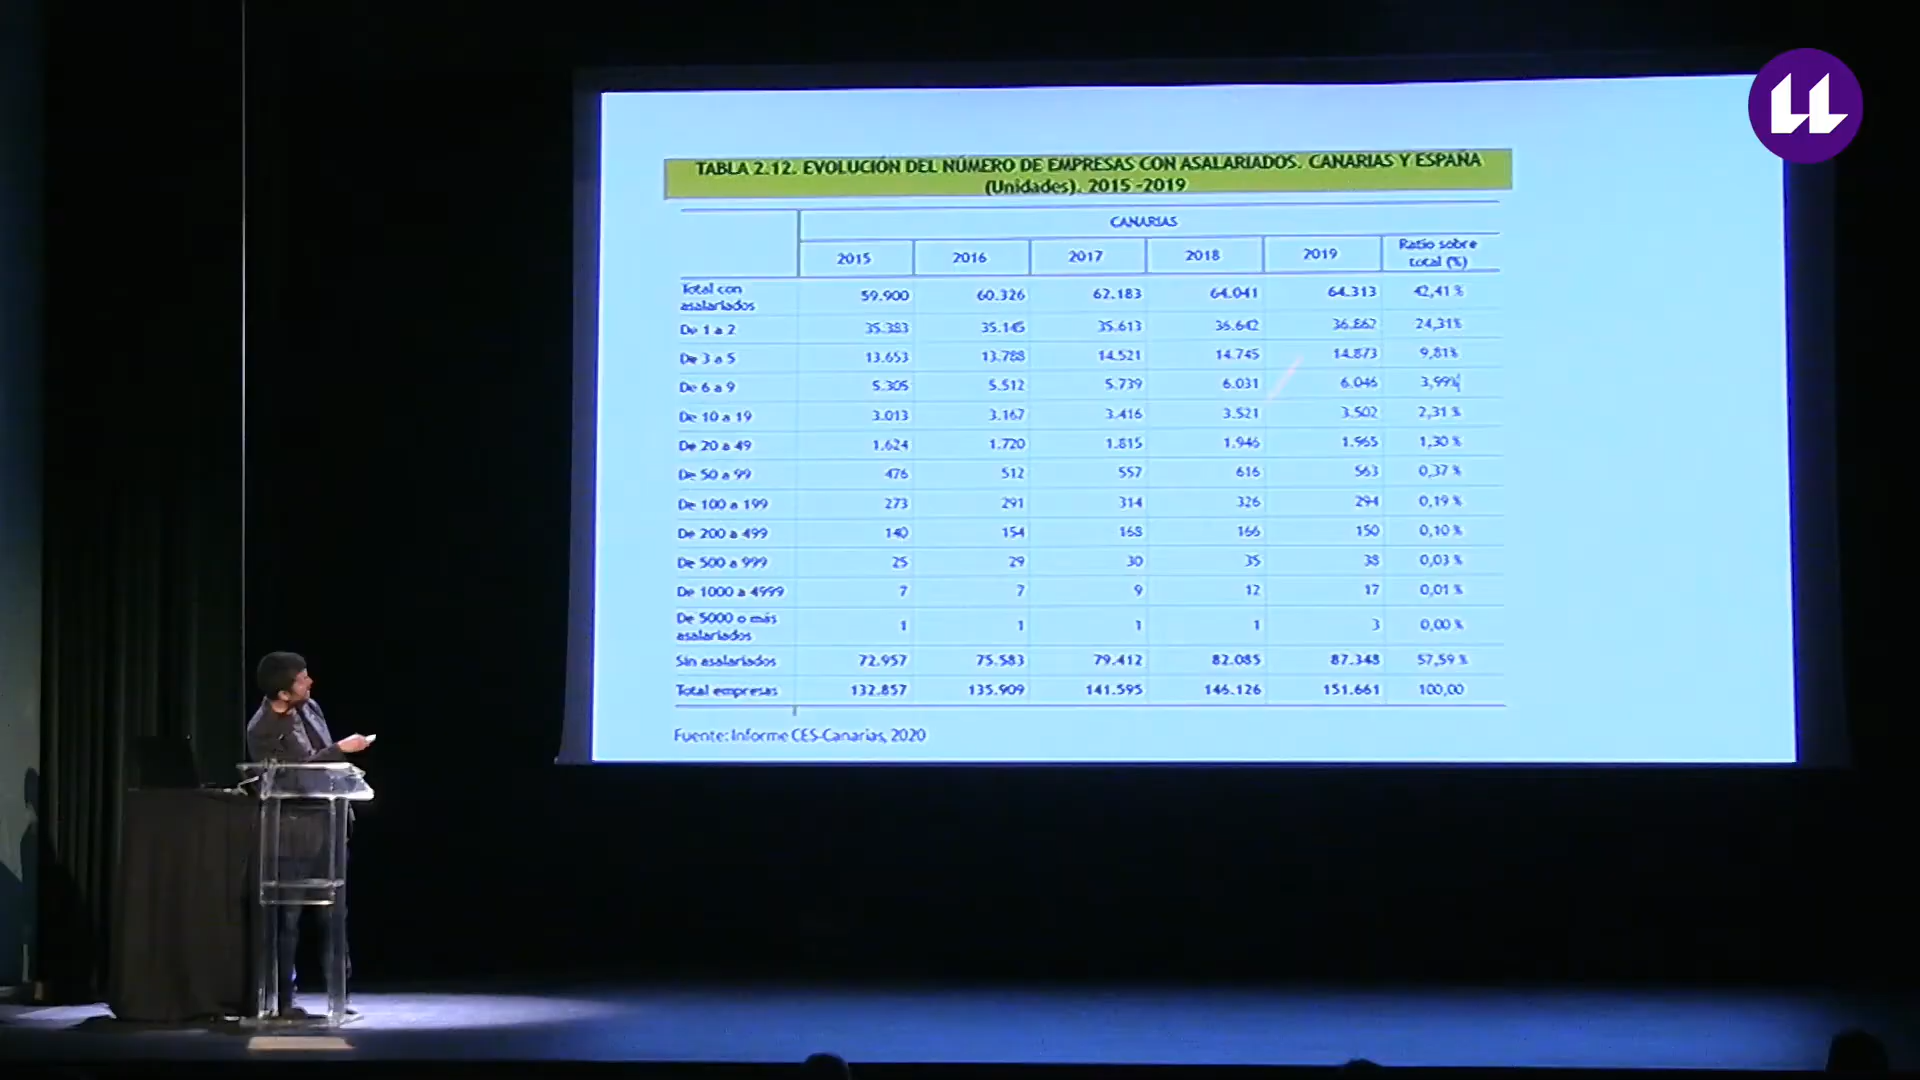 TABLA 2.12. EVOLUCIÓN DEL NÚMERO DE EMPRESAS CON ASALARIADOS. CANARIAS Y ESPAÑA
(Unidades). 2015 -2019
CANARIAS
2015 2016 2017 2018 2019 Ratio sobre total (%)
Total con asalariados 59.900 60.326 62.183 64.041 64.313 42,41 %
De 1 a 2 35.383 35.145 35.613 36.642 36.862 24,31%
De 3 a 5 13.653 13.788 14.521 14.745 14.873 9,81%
De 6 a 9 5.305 5.512 5.739 6.031 6.046 3,99%
De 10 a 19 3.013 3.167 3.416 3.521 3.502 2,31 %
De 20 a 49 1.624 1.720 1.815 1.946 1.965 1,30 %
De 50 a 99 476 512 557 616 563 0,37 %
De 100 a 199 273 291 314 326 294 0,19 %
De 200 a 499 140 154 168 166 150 0,10 %
De 500 a 999 25 29 30 35 38 0,03 %
De 1000 a 4999 7 7 9 12 17 0,01 %
De 5000 o más asalariados 1 1 1 1 3 0,00 %
Sin asalariados 72.957 75.583 79.412 82.085 87.348 57,59 %
Total empresas 132.857 135.909 141.595 146.126 151.661 100,00
Fuente: Informe CES-Canarias, 2020